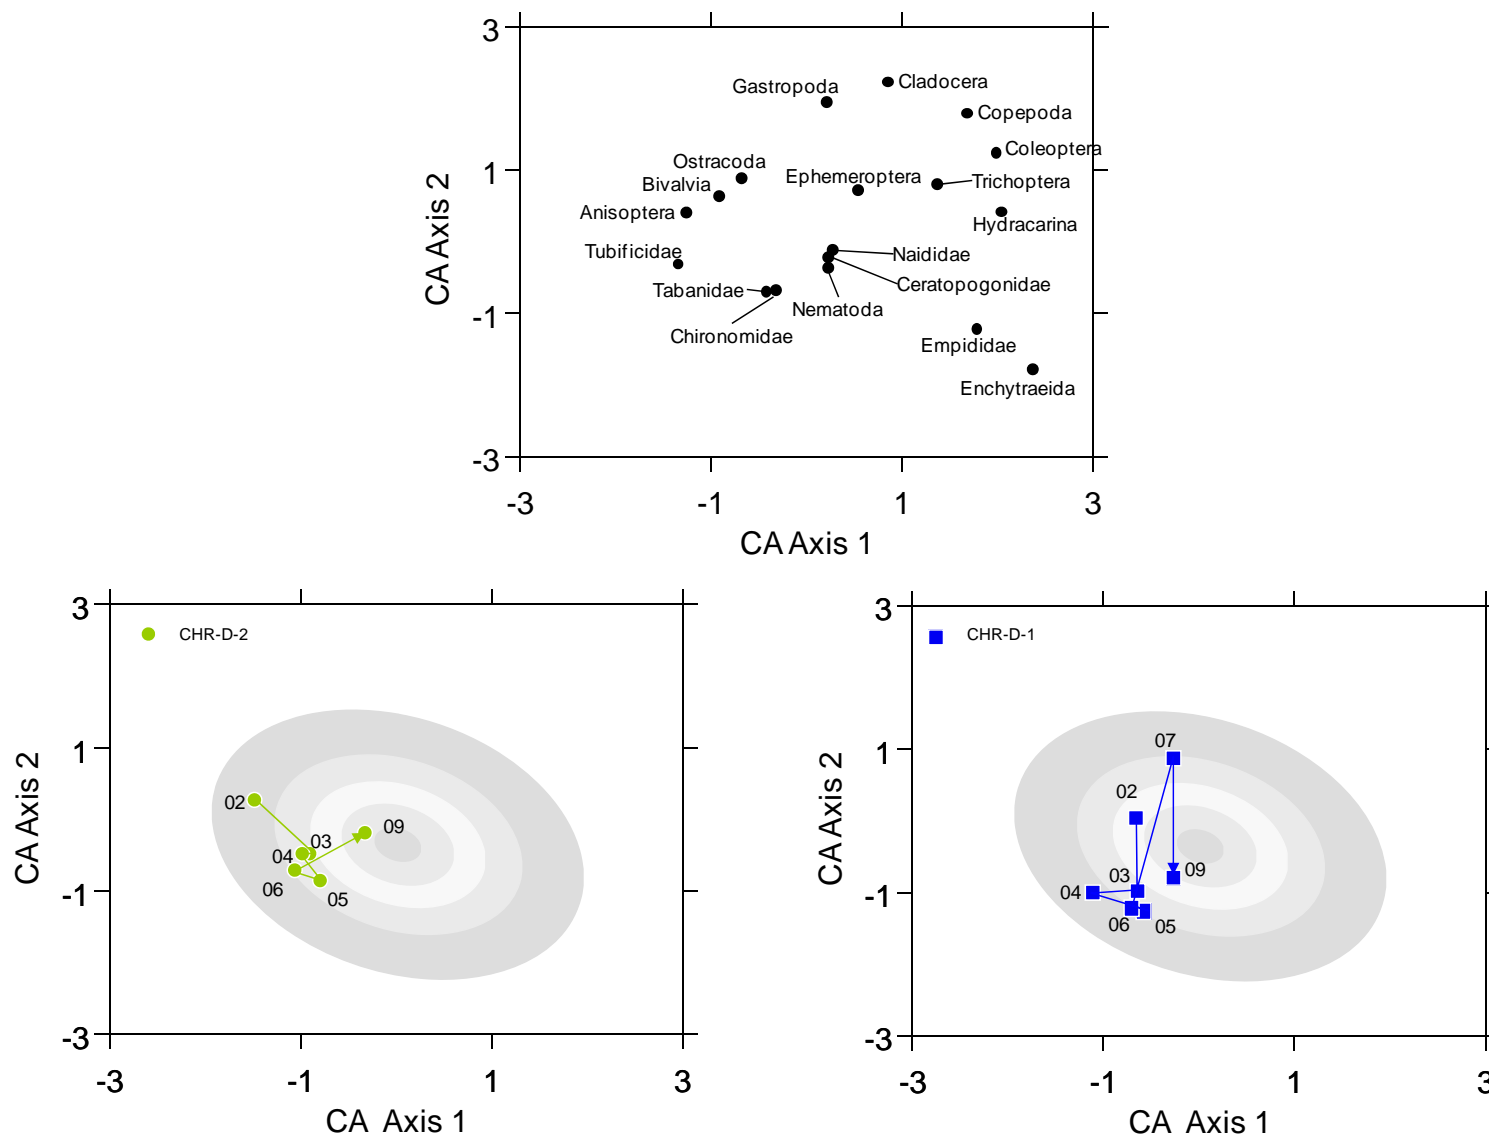 3
Cladocera
Gastropoda
Copepoda
Coleoptera
Ostracoda
1
Ephemeroptera
Trichoptera
Bivalvia
Anisoptera
Hydracarina
CA Axis 2
Tubificidae
Naididae
Ceratopogonidae
Tabanidae
Nematoda
-1
Chironomidae
Empididae
Enchytraeida
-3
-3 -1 1 3
CA Axis 1
3
CHR-D-2
1
CA Axis 2
02
09
03
04
06
05
-1
-3
-3 -1 1 3
CA Axis 1
3
CHR-D-1
07
1
02
CA Axis 2
03
09
04
-1
06
05
-3
-3 -1 1 3
CA Axis 1